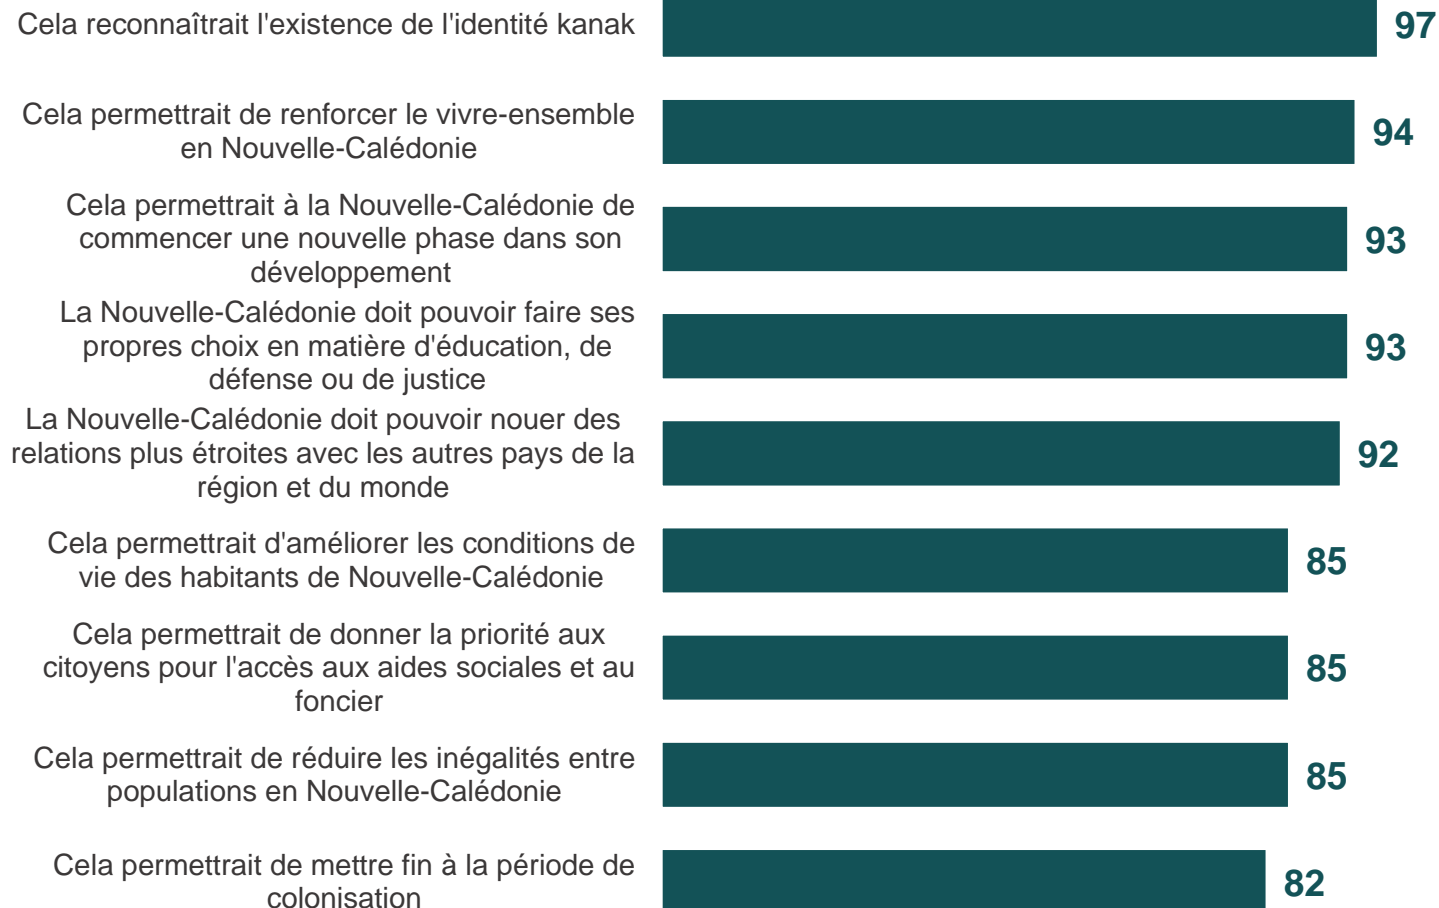 Cela reconnaîtrait l'existence de l'identité kanak
97
Cela permettrait de renforcer le vivre-ensemble
en Nouvelle-Calédonie
94
Cela permettrait à la Nouvelle-Calédonie de
commencer une nouvelle phase dans son
développement
93
La Nouvelle-Calédonie doit pouvoir faire ses
propres choix en matière d'éducation, de
défense ou de justice
93
La Nouvelle-Calédonie doit pouvoir nouer des
relations plus étroites avec les autres pays de la
région et du monde
92
Cela permettrait d'améliorer les conditions de
vie des habitants de Nouvelle-Calédonie
85
Cela permettrait de donner la priorité aux
citoyens pour l'accès aux aides sociales et au
foncier
85
Cela permettrait de réduire les inégalités entre
populations en Nouvelle-Calédonie
85
Cela permettrait de mettre fin à la période de
colonisation
82